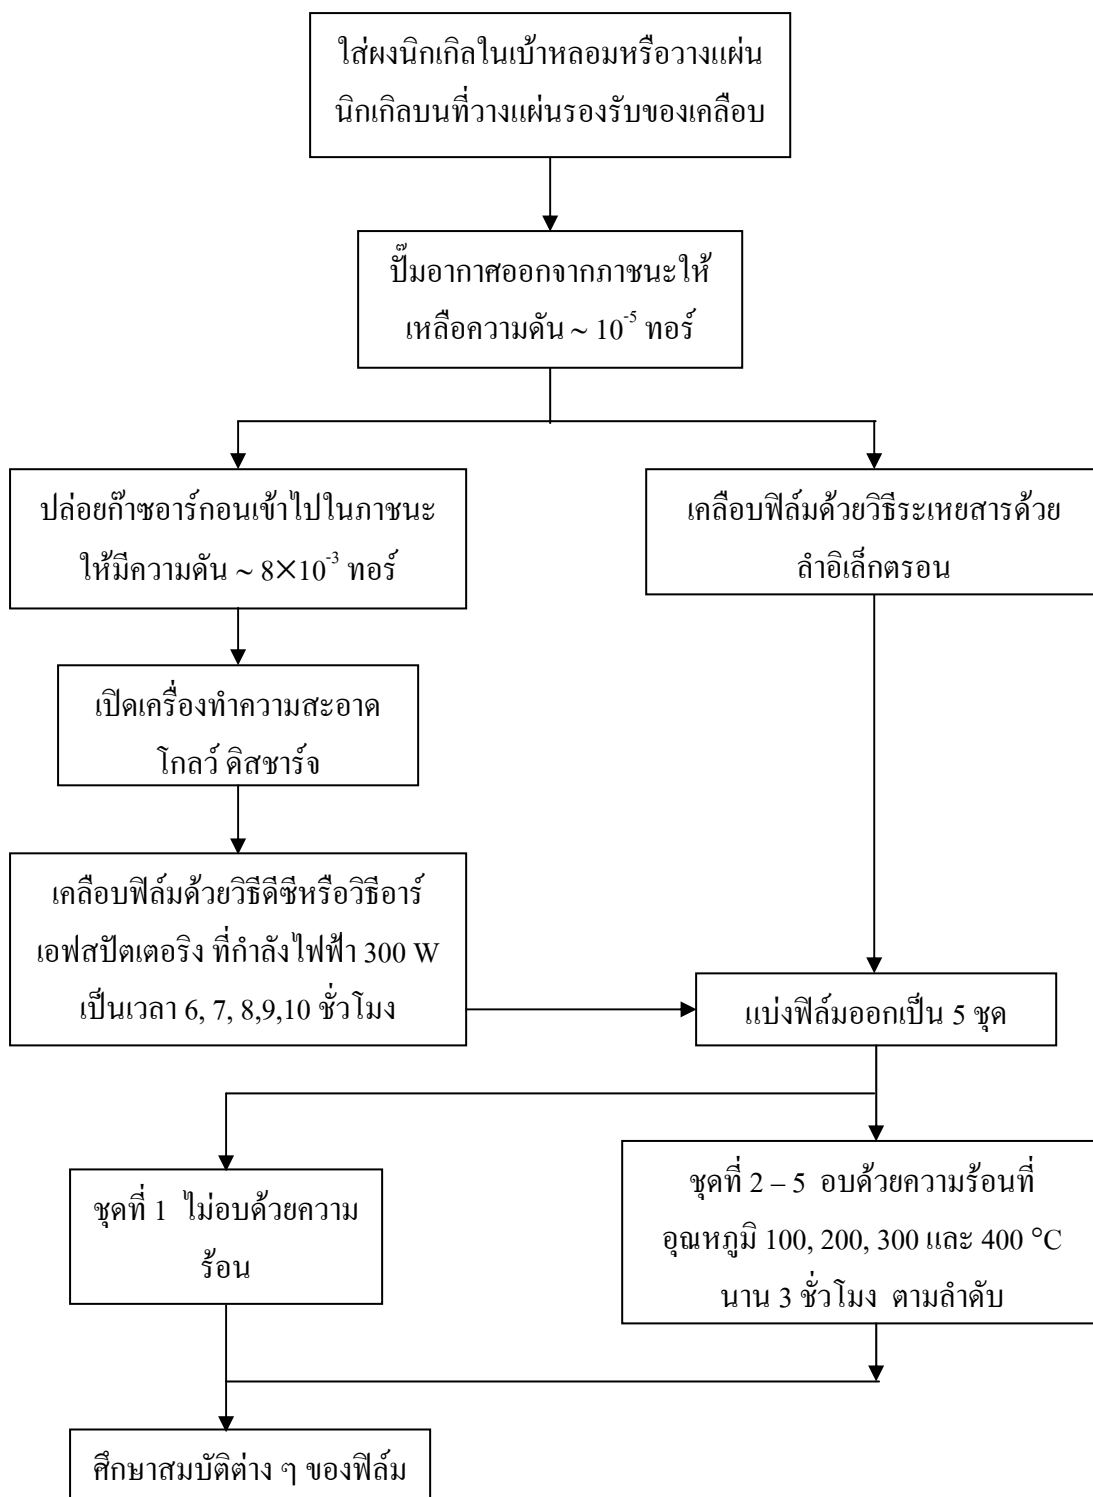 ใส่ผงนิกเกิลในเบ้าหลอมหรือวางแผ่น
นิกเกิลบนที่วางแผ่นรองรับของเคลือบ
ปั๊มอากาศออกจากภาชนะให้
เหลือความดัน ~ 10⁻⁵ ทอร์
ปล่อยก๊าซอาร์กอนเข้าไปในภาชนะ
ให้มีความดัน ~ 8×10⁻³ ทอร์
เคลือบฟิล์มด้วยวิธีระเหยสารด้วย
ลำอิเล็กตรอน
เปิดเครื่องทำความสะอาด
โกลว์ ดิสชาร์จ
เคลือบฟิล์มด้วยวิธีดีซีหรือวิธีอาร์
เอฟสปัตเตอริง ที่กำลังไฟฟ้า 300 W
เป็นเวลา 6, 7, 8,9,10 ชั่วโมง
แบ่งฟิล์มออกเป็น 5 ชุด
ชุดที่ 1 ไม่อบด้วยความ
ร้อน
ชุดที่ 2 – 5 อบด้วยความร้อนที่
อุณหภูมิ 100, 200, 300 และ 400 °C
นาน 3 ชั่วโมง ตามลำดับ
ศึกษาสมบัติต่าง ๆ ของฟิล์ม